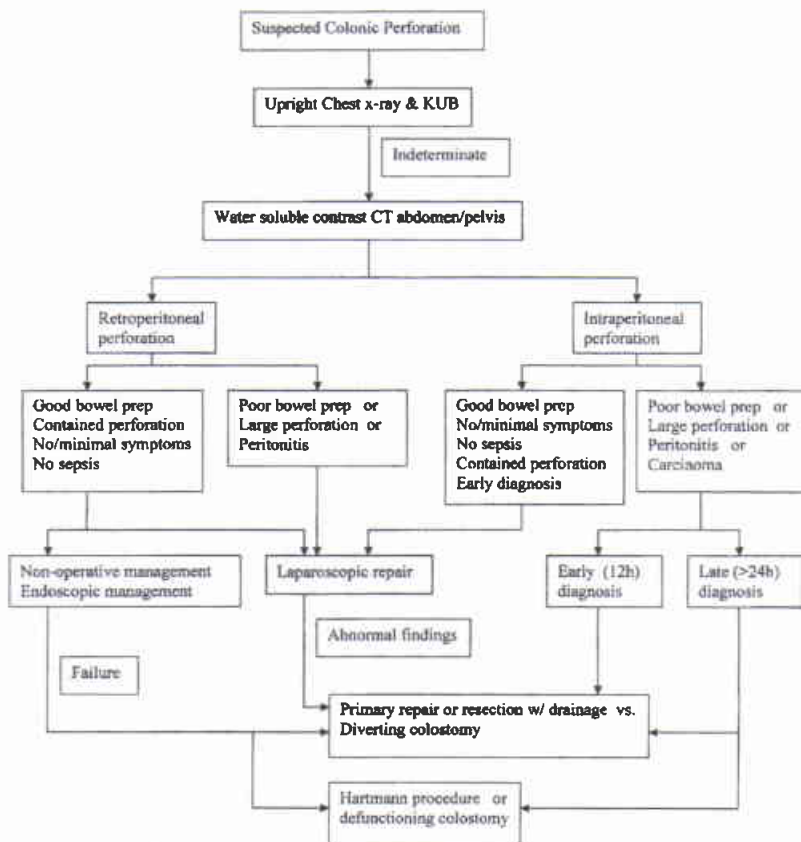 Suspected Colonic Perforation
Upright Chest x-ray & KUB
Indeterminate
Water soluble contrast CT abdomen/pelvis
Retroperitoneal
perforation
Intraperitoneal
perforation
Good bowel prep
Contained perforation
No/minimal symptoms
No sepsis
Poor bowel prep or
Large perforation or
Peritonitis
Good bowel prep
No/minimal symptoms
No sepsis
Contained perforation
Early diagnosis
Poor bowel prep or
Large perforation or
Peritonitis or
Carcinoma
Non-operative management
Endoscopic management
Laparoscopic repair
Early (12h)
diagnosis
Late (>24h)
diagnosis
Abnormal findings
Failure
Primary repair or resection w/ drainage vs.
Diverting colostomy
Hartmann procedure or
defunctioning colostomy